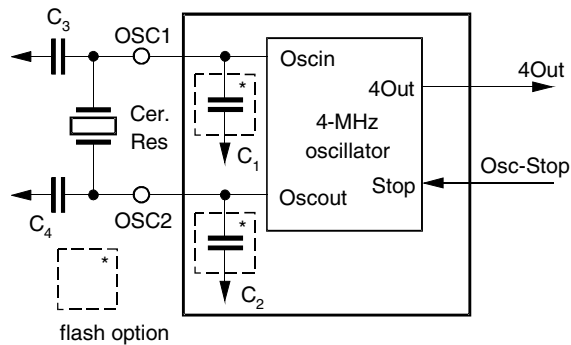 C3
OSC1
Oscin
*
4Out
4Out
Cer.
Res
4-MHz
oscillator
C1
Osc-Stop
Stop
Oscout
OSC2
C4
*
*
C2
flash option